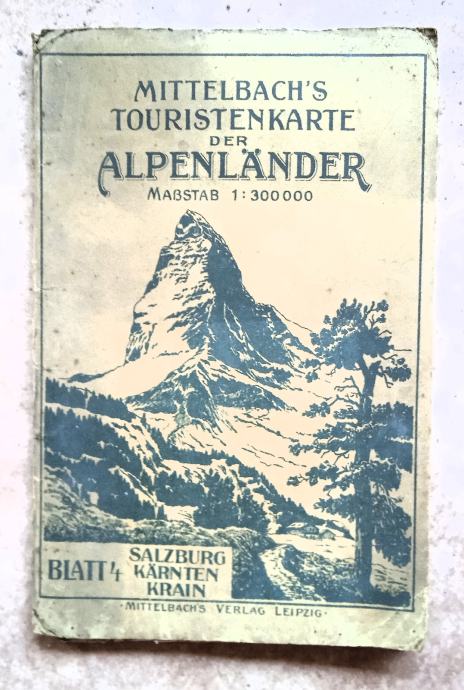 MITTELBACH'S
TOURISTENKARTE
DER
ALPENLÄNDER
MAßSTAB 1:300000
BLATT 4
SALZBURG
KÄRNTEN
KRAIN
·MITTELBACH'S VERLAG LEIPZIG·